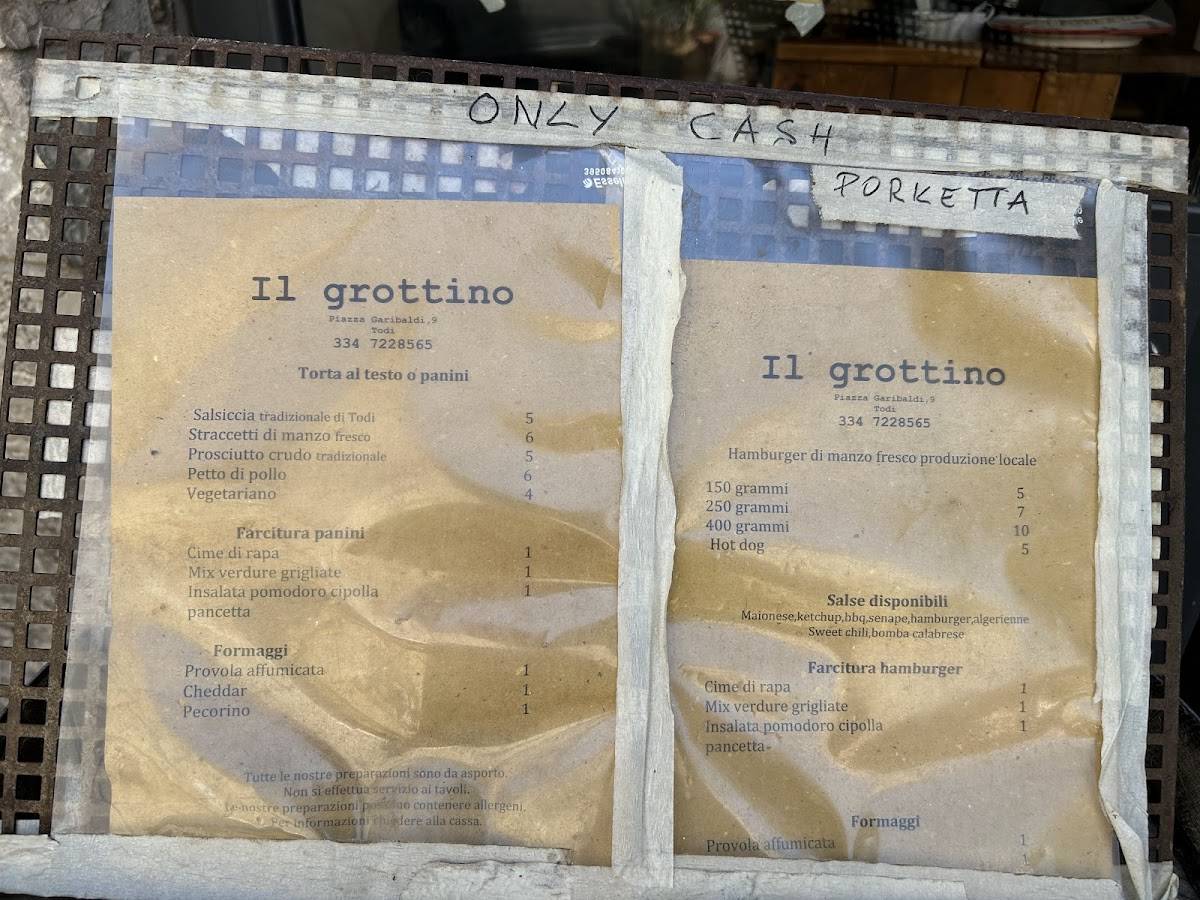 ONLY CASH
PORKETTA
Il grottino
Piazza Garibaldi,9
Todi
334 7228565
Torta al testo o panini
Salsiccia tradizionale di Todi 5
Straccetti di manzo fresco 6
Prosciutto crudo tradizionale 5
Petto di pollo 6
Vegetariano 4
Farcitura panini
Cime di rapa 1
Mix verdure grigliate 1
Insalata pomodoro cipolla 1
pancetta
Formaggi
Provola affumicata 1
Cheddar 1
Pecorino 1
Tutte le nostre preparazioni sono da asporto.
Non si effettua servizio ai tavoli.
Le nostre preparazioni possono contenere allergeni.
Per informazioni chiedere alla cassa.
Il grottino
Piazza Garibaldi,9
Todi
334 7228565
Hamburger di manzo fresco produzione locale
150 grammi 5
250 grammi 7
400 grammi 10
Hot dog 5
Salse disponibili
Maionese,ketchup,bbq,senape,hamburger,algerienne
Sweet chili,bomba calabrese
Farcitura hamburger
Cime di rapa 1
Mix verdure grigliate 1
Insalata pomodoro cipolla 1
pancetta
Formaggi
Provola affumicata 1
1